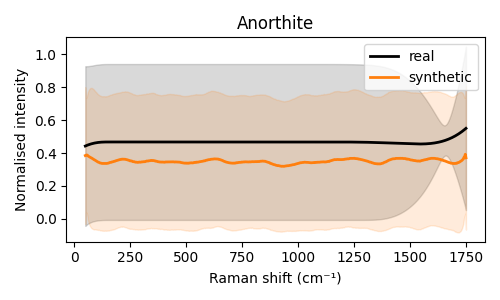 Anorthite
real
synthetic
Normalised intensity
1.0
0.8
0.6
0.4
0.2
0.0
0 250 500 750 1000 1250 1500 1750
Raman shift (cm⁻¹)